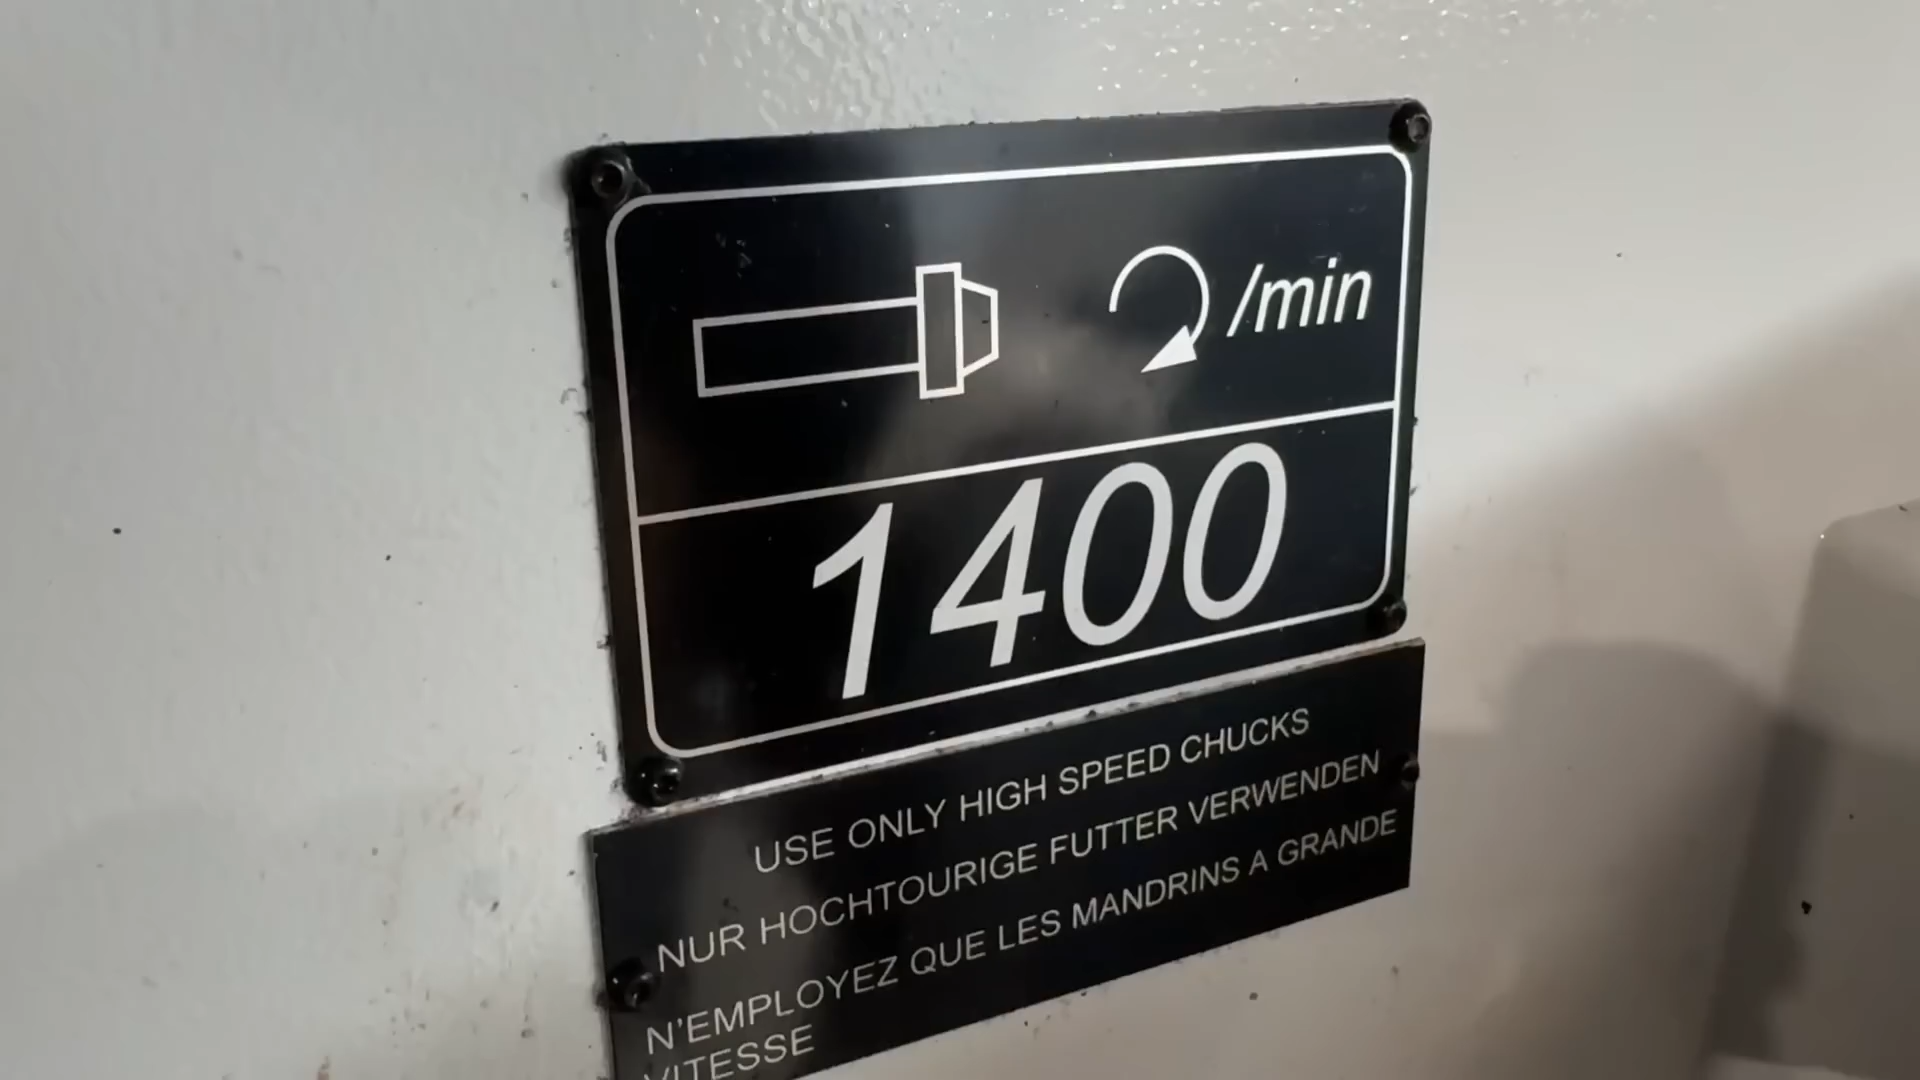 /min
1400
USE ONLY HIGH SPEED CHUCKS
NUR HOCHTOURIGE FUTTER VERWENDEN
N'EMPLOYEZ QUE LES MANDRINS A GRANDE
VITESSE